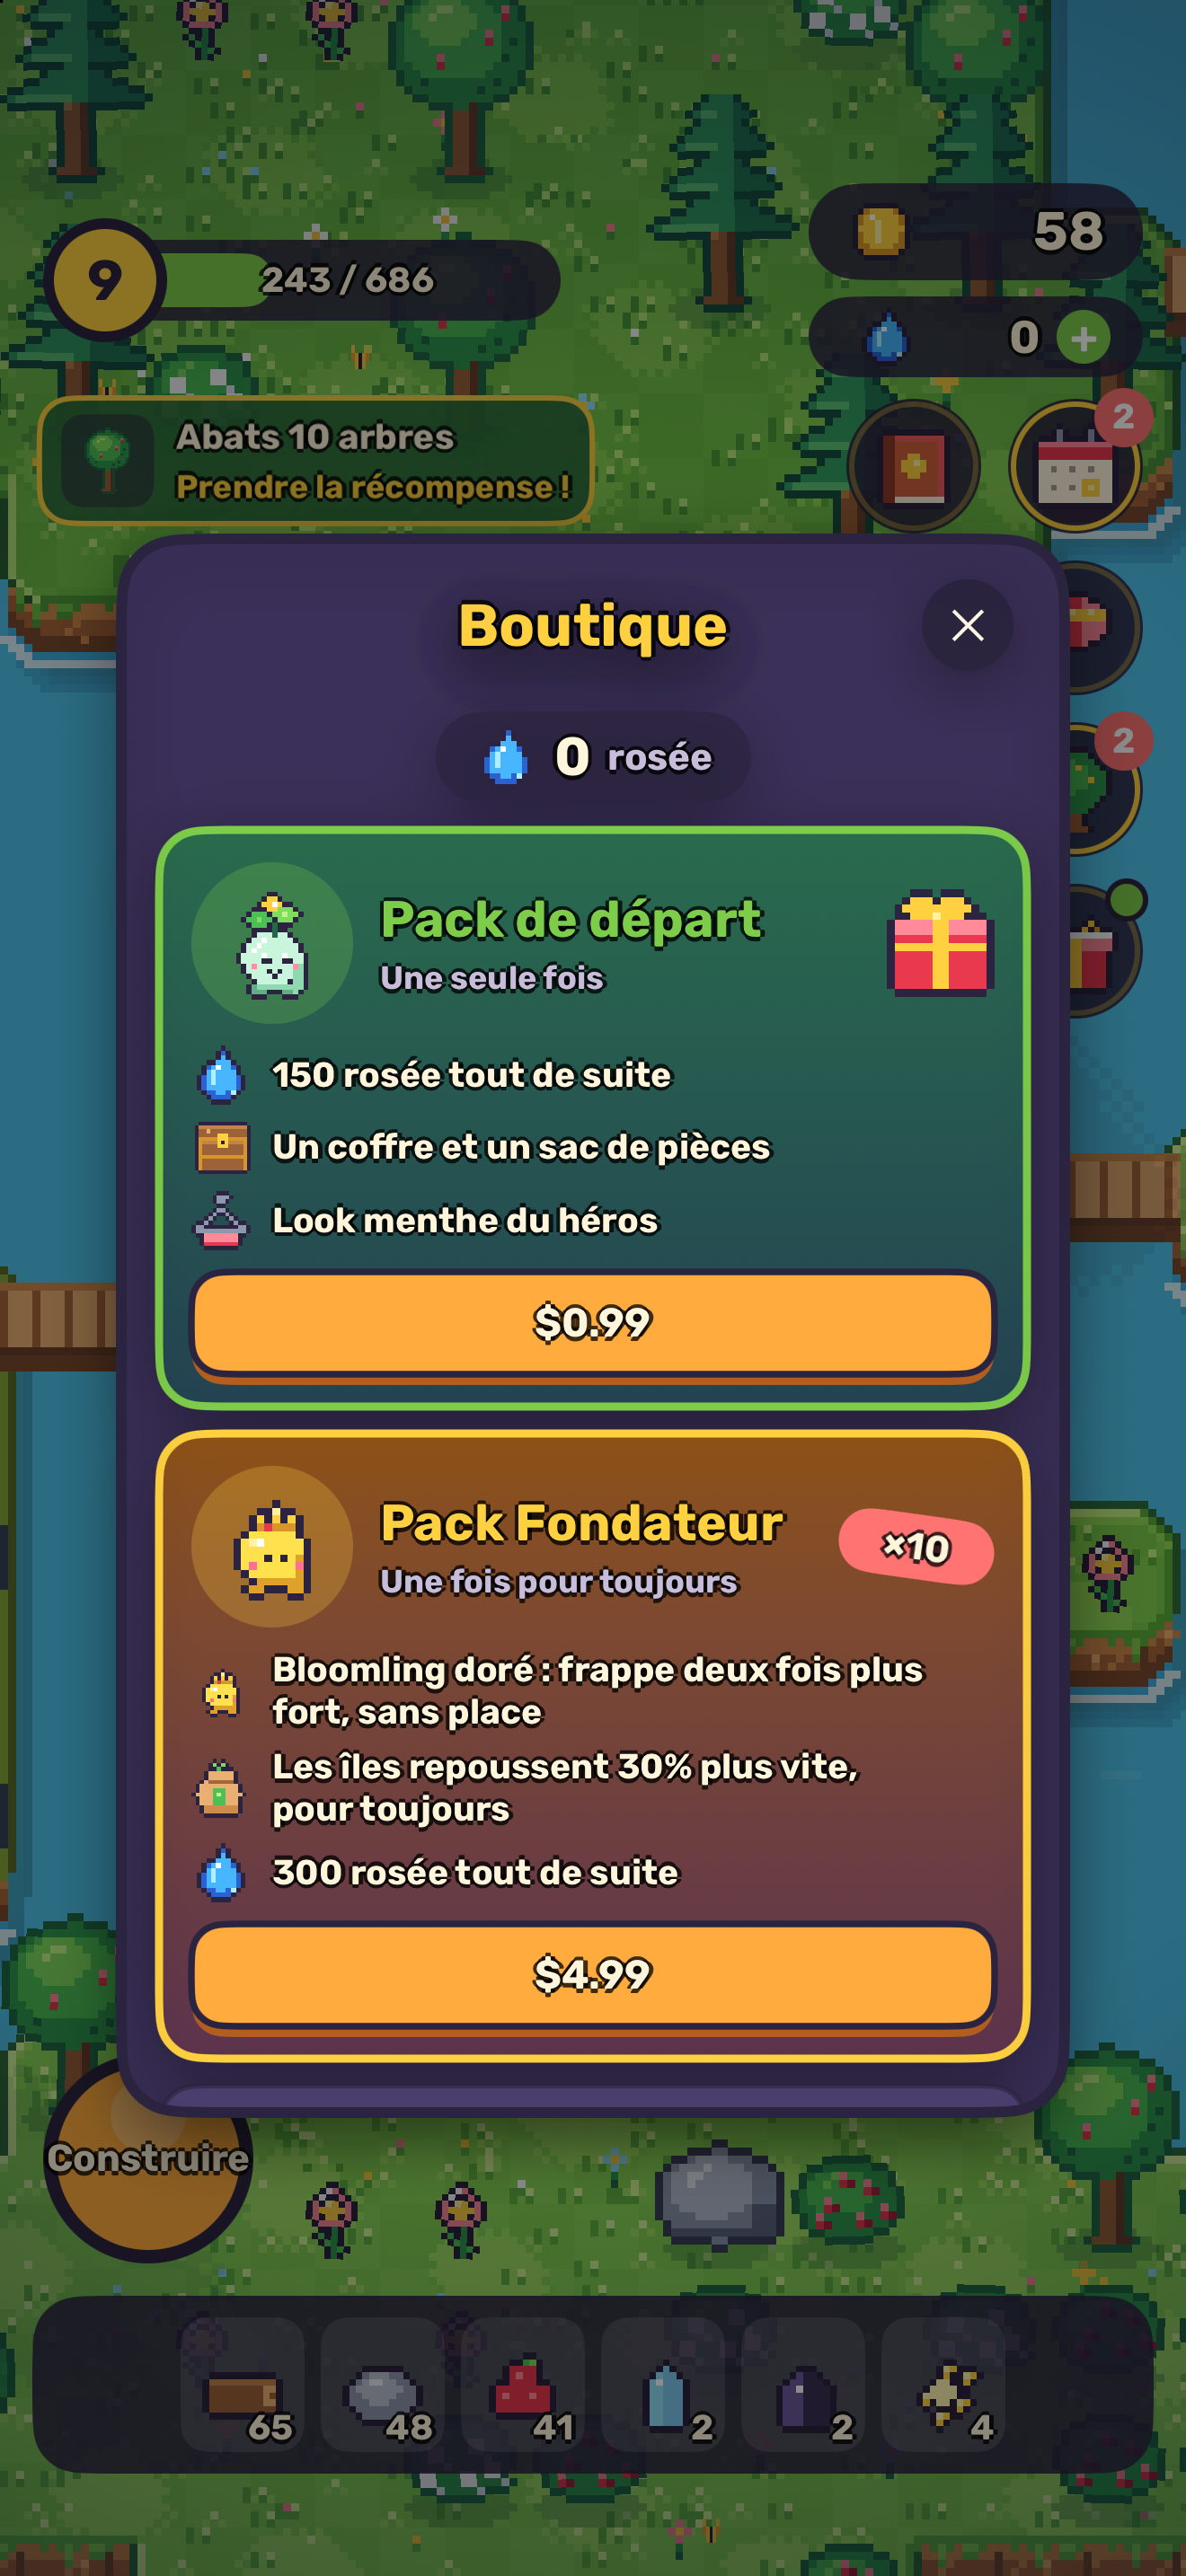 58
9
243 / 686
0
Abats 10 arbres
2
Prendre la récompense !
Boutique
0 rosée
2
Pack de départ
Une seule fois
150 rosée tout de suite
Un coffre et un sac de pièces
Look menthe du héros
$0.99
Pack Fondateur
×10
Une fois pour toujours
Bloomling doré : frappe deux fois plus
fort, sans place
Les îles repoussent 30% plus vite,
pour toujours
300 rosée tout de suite
$4.99
Construire
65
48
41
2
2
4